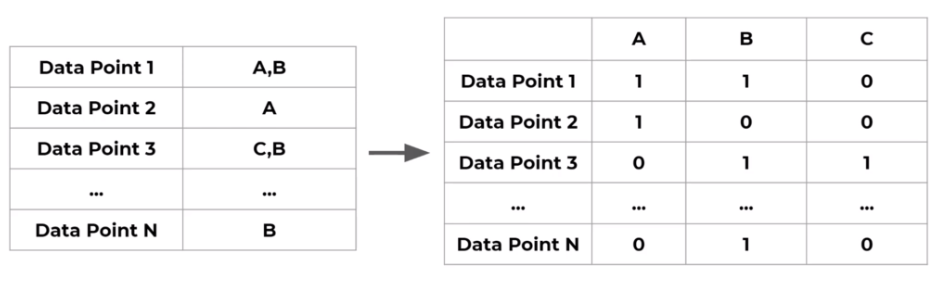 Data Point 1 A,B
Data Point 2 A
Data Point 3 C,B
... ...
Data Point N B
A B C
Data Point 1 1 1 0
Data Point 2 1 0 0
Data Point 3 0 1 1
... ... ... ...
Data Point N 0 1 0